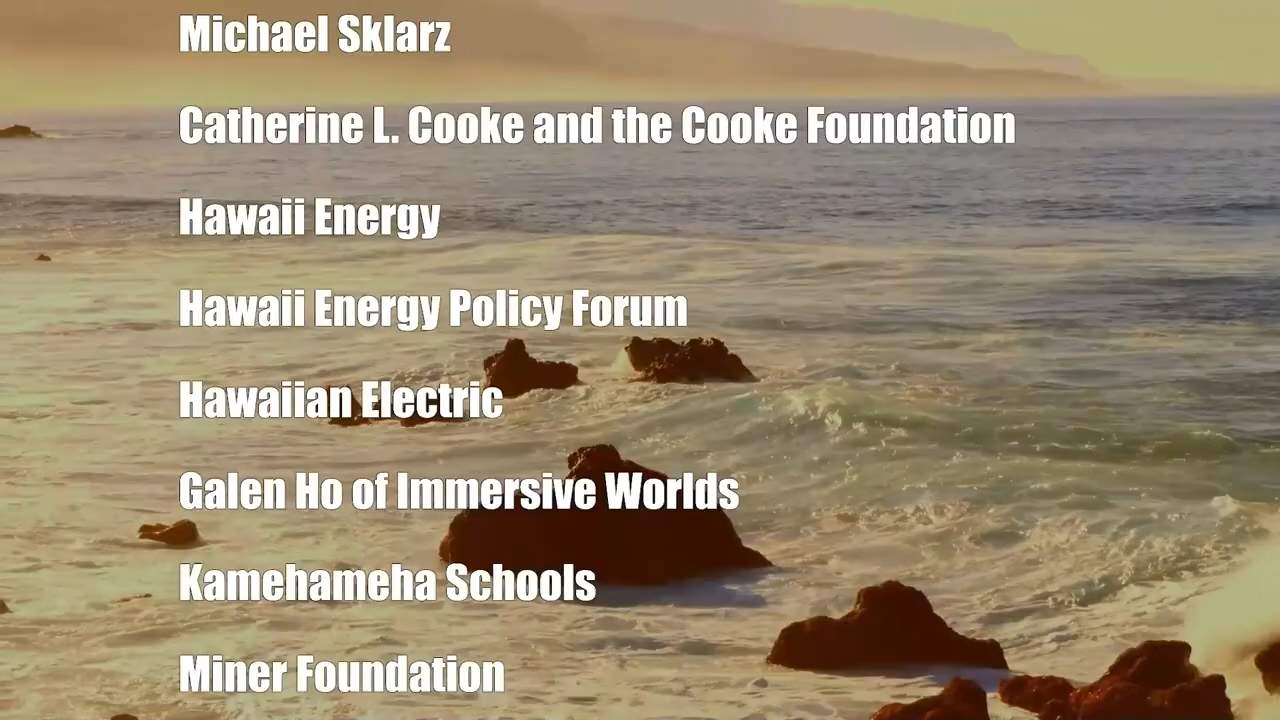 Michael Sklarz
Catherine L. Cooke and the Cooke Foundation
Hawaii Energy
Hawaii Energy Policy Forum
Hawaiian Electric
Galen Ho of Immersive Worlds
Kamehameha Schools
Miner Foundation